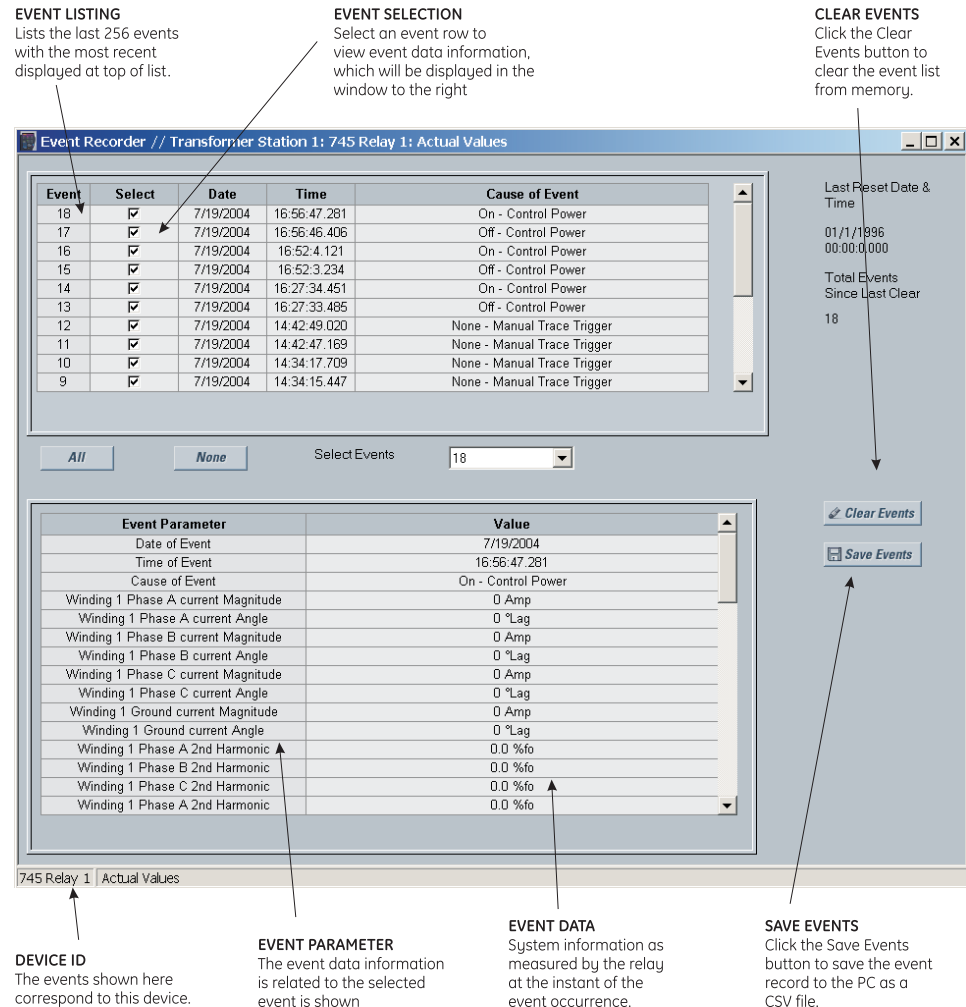 EVENT LISTING
Lists the last 256 events
with the most recent
displayed at top of list.
EVENT SELECTION
Select an event row to
view event data information,
which will be displayed in the
window to the right
CLEAR EVENTS
Click the Clear
Events button to
clear the event list
from memory.
Event Recorder // Transformer Station 1: 745 Relay 1: Actual Values
Event Select Date Time Cause of Event
18 7/19/2004 16:56:47.281 On - Control Power
17 7/19/2004 16:56:46.406 Off - Control Power
16 7/19/2004 16:52:4.121 On - Control Power
15 7/19/2004 16:52:3.234 Off - Control Power
14 7/19/2004 16:27:34.451 On - Control Power
13 7/19/2004 16:27:33.485 Off - Control Power
12 7/19/2004 14:42:49.020 None - Manual Trace Trigger
11 7/19/2004 14:42:47.169 None - Manual Trace Trigger
10 7/19/2004 14:34:17.709 None - Manual Trace Trigger
9 7/19/2004 14:34:15.447 None - Manual Trace Trigger
Last Reset Date &
Time
01/1/1996
00:00:0.000
Total Events
Since Last Clear
18
All None Select Events 18
Clear Events
Save Events
Event Parameter Value
Date of Event 7/19/2004
Time of Event 16:56:47.281
Cause of Event On - Control Power
Winding 1 Phase A current Magnitude 0 Amp
Winding 1 Phase A current Angle 0 °Lag
Winding 1 Phase B current Magnitude 0 Amp
Winding 1 Phase B current Angle 0 °Lag
Winding 1 Phase C current Magnitude 0 Amp
Winding 1 Phase C current Angle 0 °Lag
Winding 1 Ground current Magnitude 0 Amp
Winding 1 Ground current Angle 0 °Lag
Winding 1 Phase A 2nd Harmonic 0.0 %fo
Winding 1 Phase B 2nd Harmonic 0.0 %fo
Winding 1 Phase C 2nd Harmonic 0.0 %fo
Winding 1 Phase A 2nd Harmonic 0.0 %fo
745 Relay 1 Actual Values
DEVICE ID
The events shown here
correspond to this device.
EVENT PARAMETER
The event data information
is related to the selected
event is shown
EVENT DATA
System information as
measured by the relay
at the instant of the
event occurrence.
SAVE EVENTS
Click the Save Events
button to save the event
record to the PC as a
CSV file.